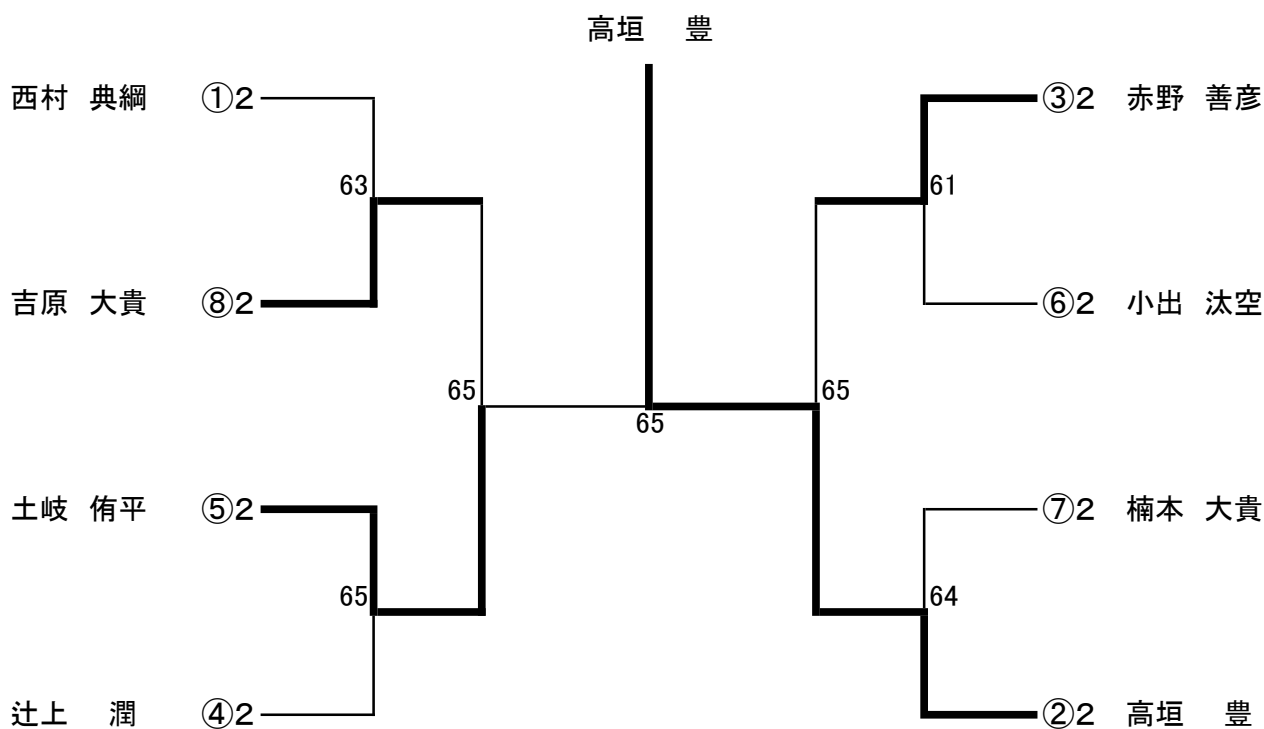 高垣　豊
西村　典綱　①2
③2　赤野　善彦
63
61
吉原　大貴　⑧2
⑥2　小出　汰空
65
65
65
土岐　侑平　⑤2
⑦2　楠本　大貴
65
64
辻上　潤　④2
②2　高垣　豊